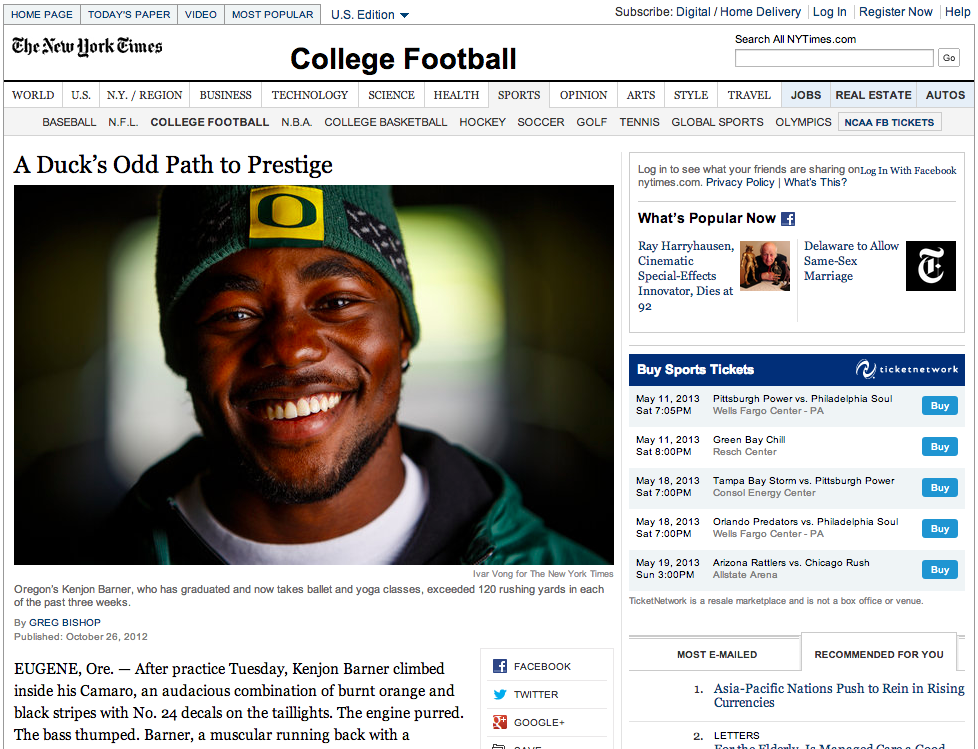 HOME PAGE TODAY'S PAPER VIDEO MOST POPULAR U.S. Edition
Subscribe: Digital / Home Delivery Log In Register Now Help
The New York Times
College Football
Search All NYTimes.com
Go
WORLD U.S. N.Y. / REGION BUSINESS TECHNOLOGY SCIENCE HEALTH SPORTS OPINION ARTS STYLE TRAVEL JOBS REAL ESTATE AUTOS
BASEBALL N.F.L. COLLEGE FOOTBALL N.B.A. COLLEGE BASKETBALL HOCKEY SOCCER GOLF TENNIS GLOBAL SPORTS OLYMPICS NCAA FB TICKETS
A Duck's Odd Path to Prestige
O
Ivar Vong for The New York Times
Oregon's Kenjon Barner, who has graduated and now takes ballet and yoga classes, exceeded 120 rushing yards in each
of the past three weeks.
By GREG BISHOP
Published: October 26, 2012
EUGENE, Ore. — After practice Tuesday, Kenjon Barner climbed
inside his Camaro, an audacious combination of burnt orange and
black stripes with No. 24 decals on the taillights. The engine purred.
The bass thumped. Barner, a muscular running back with a
FACEBOOK
TWITTER
GOOGLE+
SAVE
Log in to see what your friends are sharing on Log In With Facebook
nytimes.com. Privacy Policy | What's This?
What's Popular Now
Ray Harryhausen,
Cinematic
Special-Effects
Innovator, Dies at
92
Delaware to Allow
Same-Sex
Marriage
T
Buy Sports Tickets ticketnetwork
May 11, 2013 Pittsburgh Power vs. Philadelphia Soul
Sat 7:05PM Wells Fargo Center - PA
Buy
May 11, 2013 Green Bay Chill
Sat 8:00PM Resch Center
Buy
May 18, 2013 Tampa Bay Storm vs. Pittsburgh Power
Sat 7:00PM Consol Energy Center
Buy
May 18, 2013 Orlando Predators vs. Philadelphia Soul
Sat 7:00PM Wells Fargo Center - PA
Buy
May 19, 2013 Arizona Rattlers vs. Chicago Rush
Sun 3:00PM Allstate Arena
Buy
TicketNetwork is a resale marketplace and is not a box office or venue.
MOST E-MAILED RECOMMENDED FOR YOU
1. Asia-Pacific Nations Push to Rein in Rising
Currencies
2. LETTERS
For the Elderly, Is Managed Care a Good